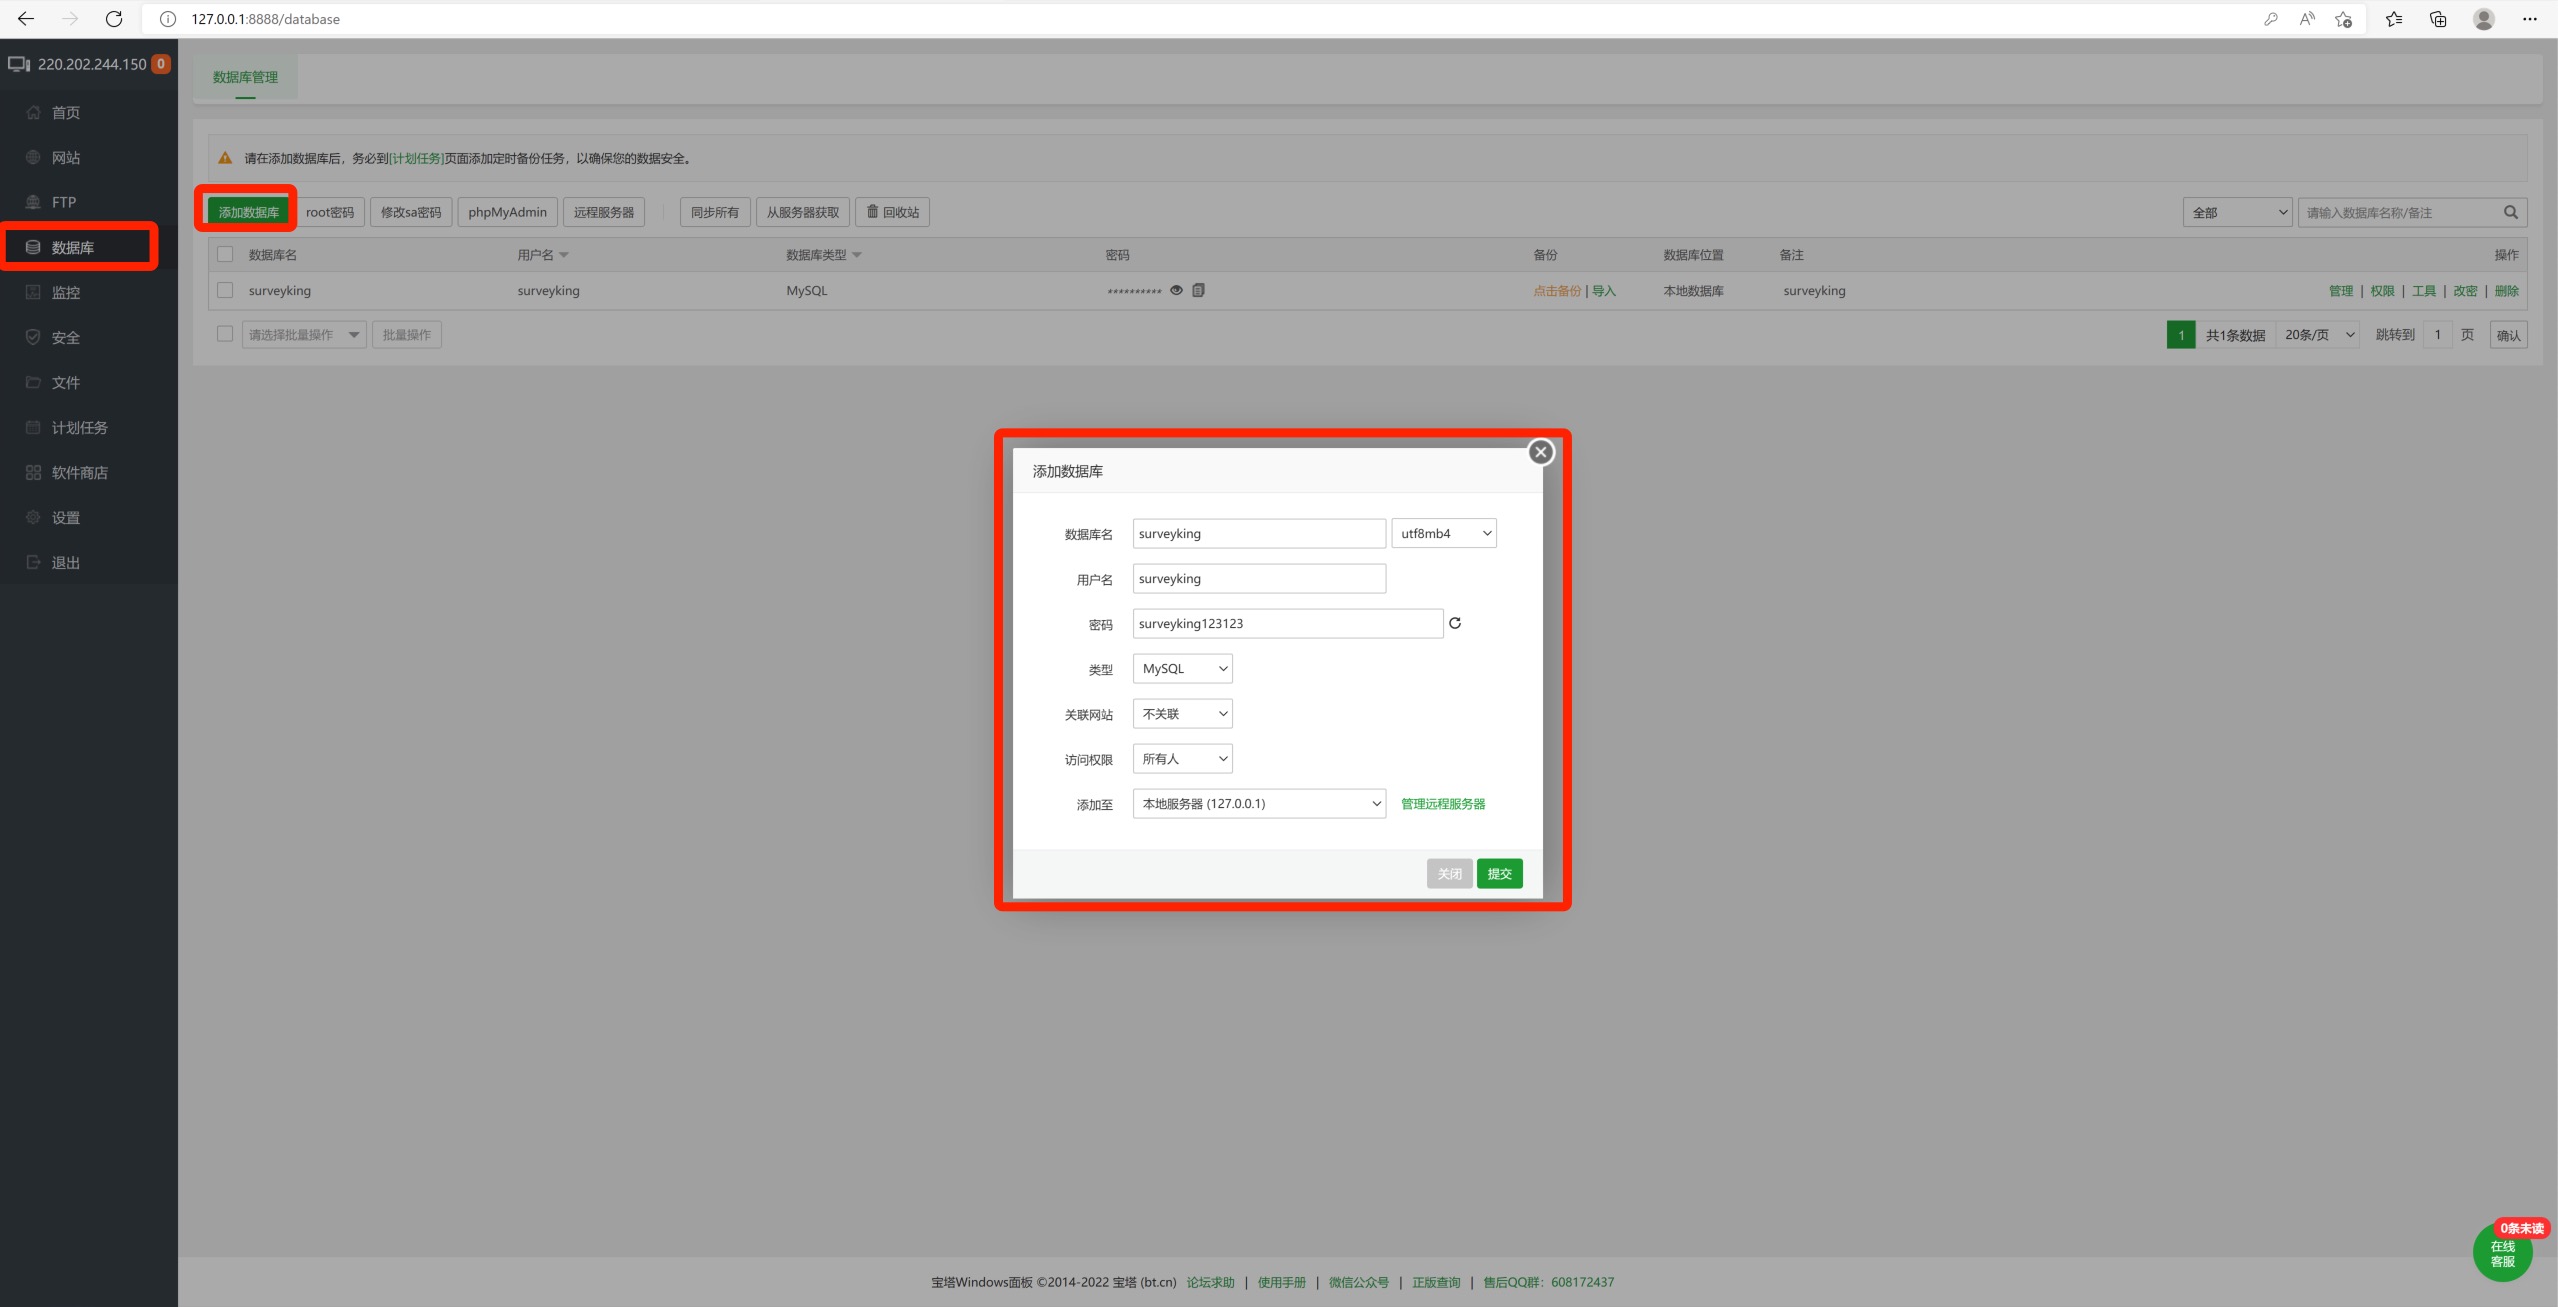 127.0.0.1:8888/database
220.202.244.150 0
首页
网站
FTP
数据库
监控
安全
文件
计划任务
软件商店
设置
退出
数据库管理
请在添加数据库后，务必到[计划任务]页面添加定时备份任务，以确保您的数据安全。
添加数据库 root密码 修改sa密码 phpMyAdmin 远程服务器 同步所有 从服务器获取 回收站 全部 请输入数据库名称/备注
数据库名 用户名 数据库类型 密码 备份 数据库位置 备注 操作
surveyking surveyking MySQL ********** 点击备份 | 导入 本地数据库 surveyking 管理 | 权限 | 工具 | 改密 | 删除
请选择批量操作 批量操作 1 共1条数据 20条/页 跳转到 1 页 确认
添加数据库
数据库名 surveyking utf8mb4
用户名 surveyking
密码 surveyking123123
类型 MySQL
关联网站 不关联
访问权限 所有人
添加至 本地服务器 (127.0.0.1) 管理远程服务器
关闭 提交
0条未读
在线
客服
宝塔Windows面板 ©2014-2022 宝塔 (bt.cn) 论坛求助 | 使用手册 | 微信公众号 | 正版查询 | 售后QQ群：608172437